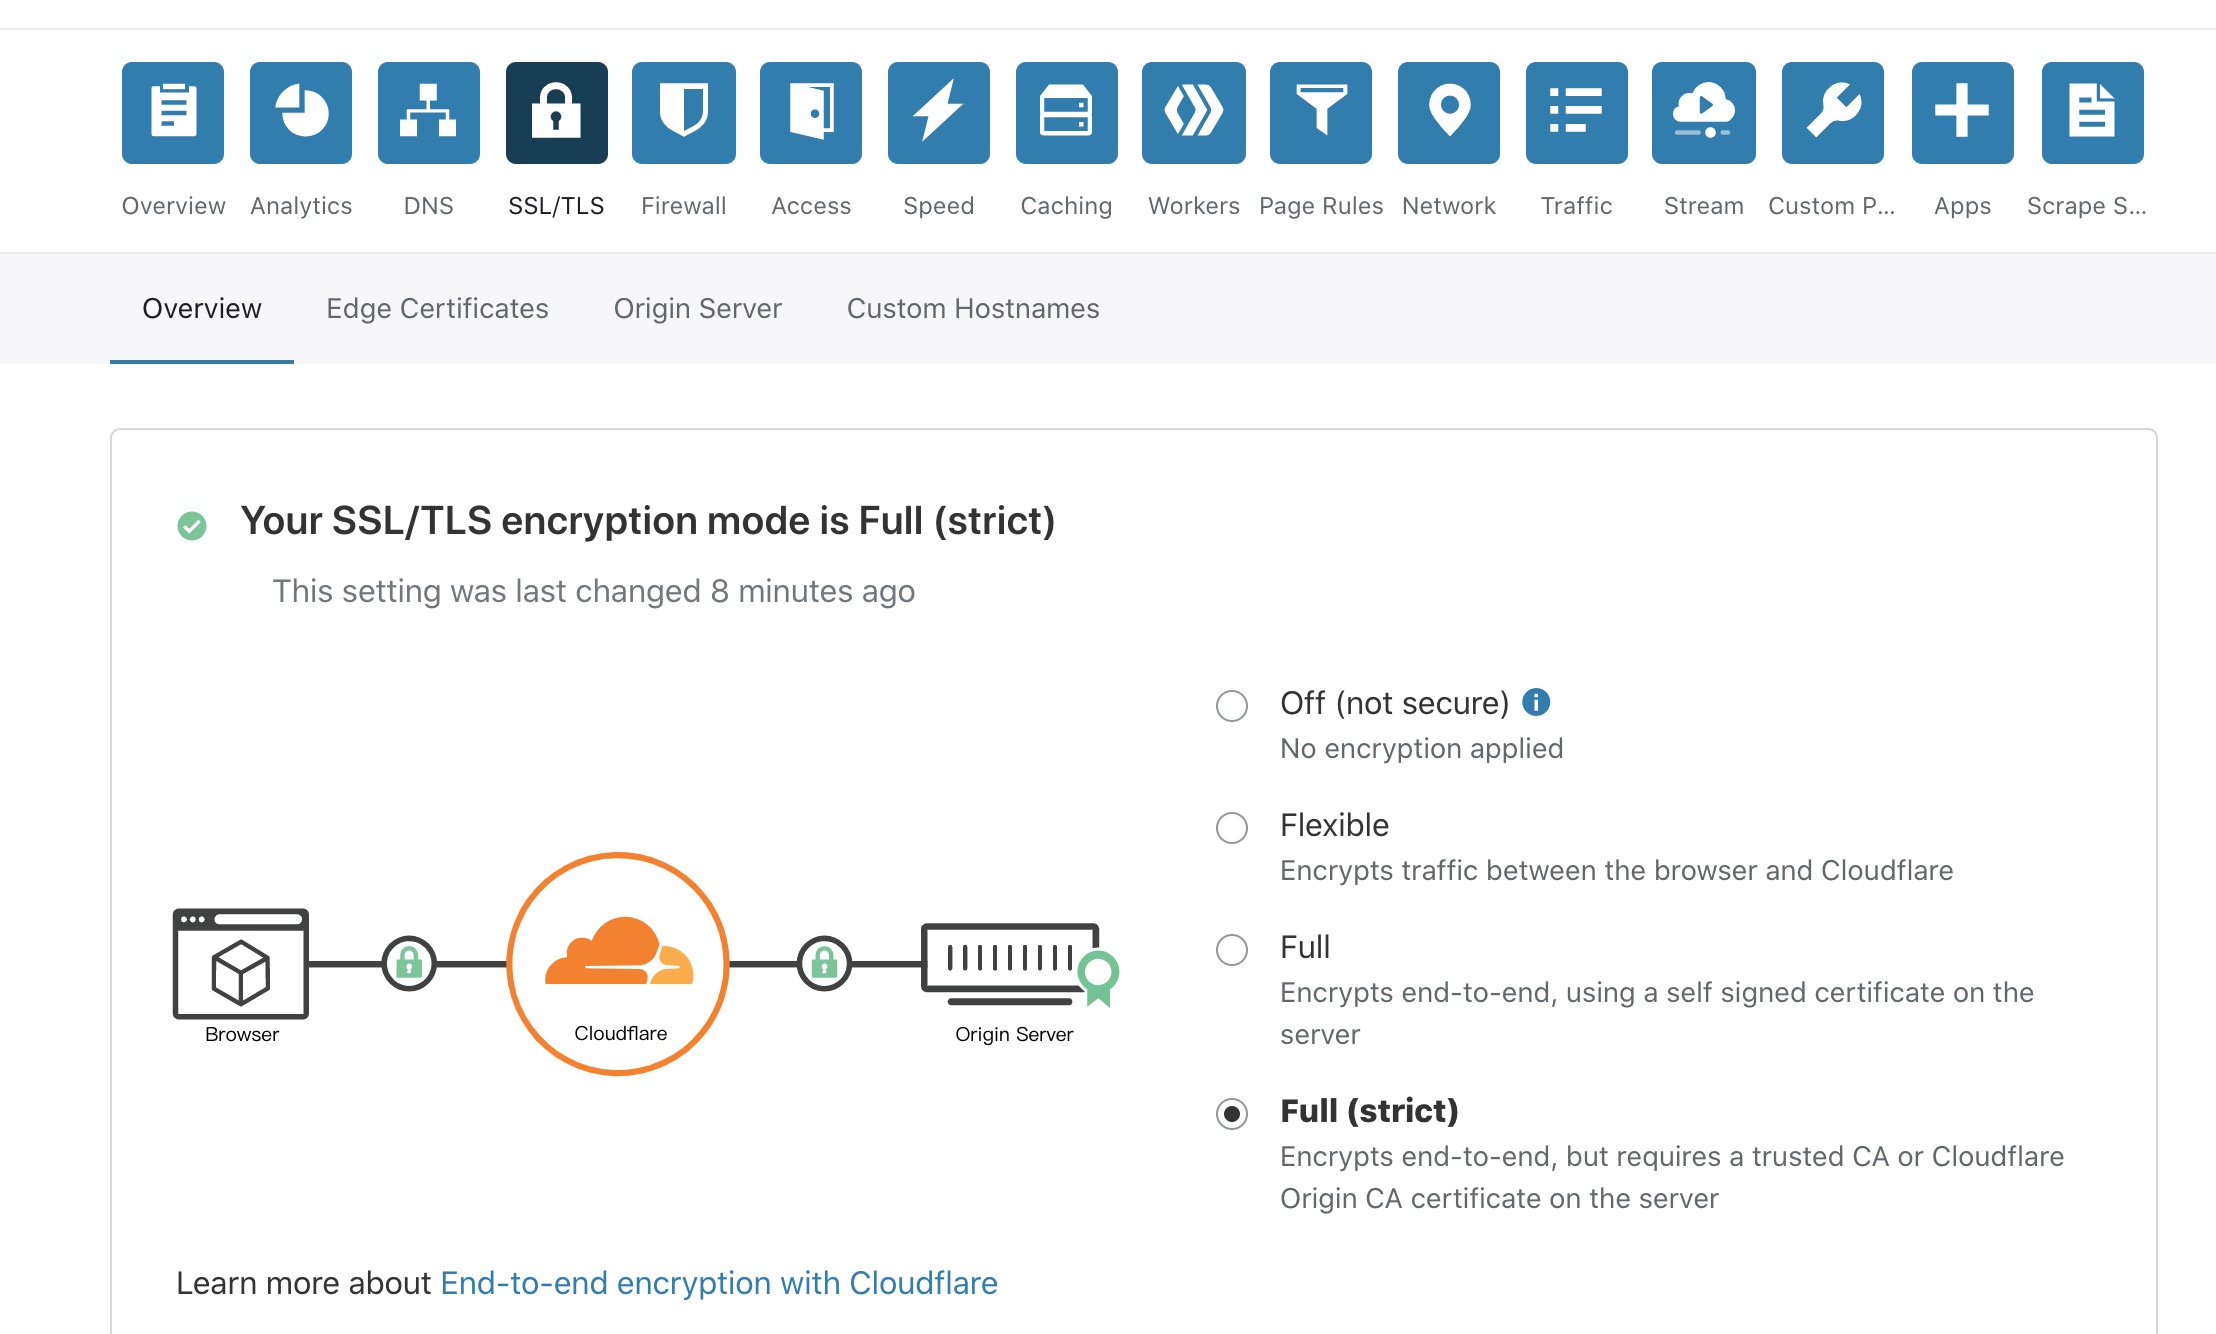 Overview Analytics DNS SSL/TLS Firewall Access Speed Caching Workers Page Rules Network Traffic Stream Custom P... Apps Scrape S...
Overview Edge Certificates Origin Server Custom Hostnames
Your SSL/TLS encryption mode is Full (strict)
This setting was last changed 8 minutes ago
Browser
Cloudflare
Origin Server
Off (not secure)
No encryption applied
Flexible
Encrypts traffic between the browser and Cloudflare
Full
Encrypts end-to-end, using a self signed certificate on the
server
Full (strict)
Encrypts end-to-end, but requires a trusted CA or Cloudflare
Origin CA certificate on the server
Learn more about End-to-end encryption with Cloudflare